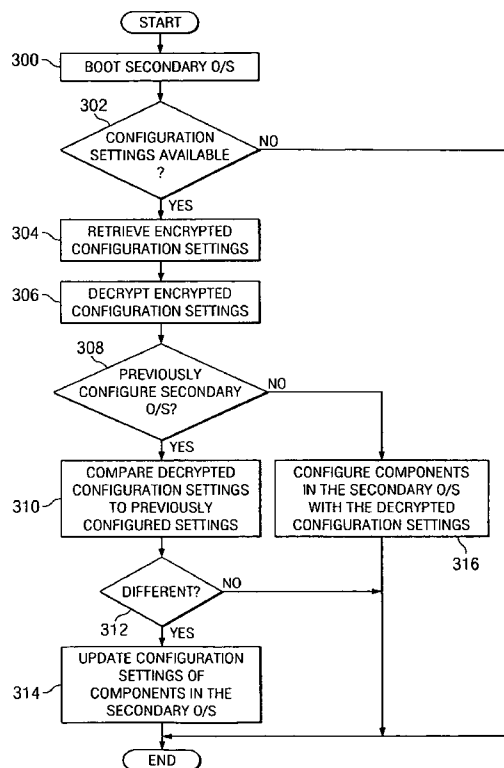 START
300
BOOT SECONDARY O/S
302
CONFIGURATION
SETTINGS AVAILABLE
?
NO
YES
304
RETRIEVE ENCRYPTED
CONFIGURATION SETTINGS
306
DECRYPT ENCRYPTED
CONFIGURATION SETTINGS
308
PREVIOUSLY
CONFIGURE SECONDARY
O/S?
NO
YES
310
COMPARE DECRYPTED
CONFIGURATION SETTINGS
TO PREVIOUSLY
CONFIGURED SETTINGS
CONFIGURE COMPONENTS
IN THE SECONDARY O/S
WITH THE DECRYPTED
CONFIGURATION SETTINGS
316
DIFFERENT?
NO
312
YES
314
UPDATE CONFIGURATION
SETTINGS OF
COMPONENTS IN THE
SECONDARY O/S
END